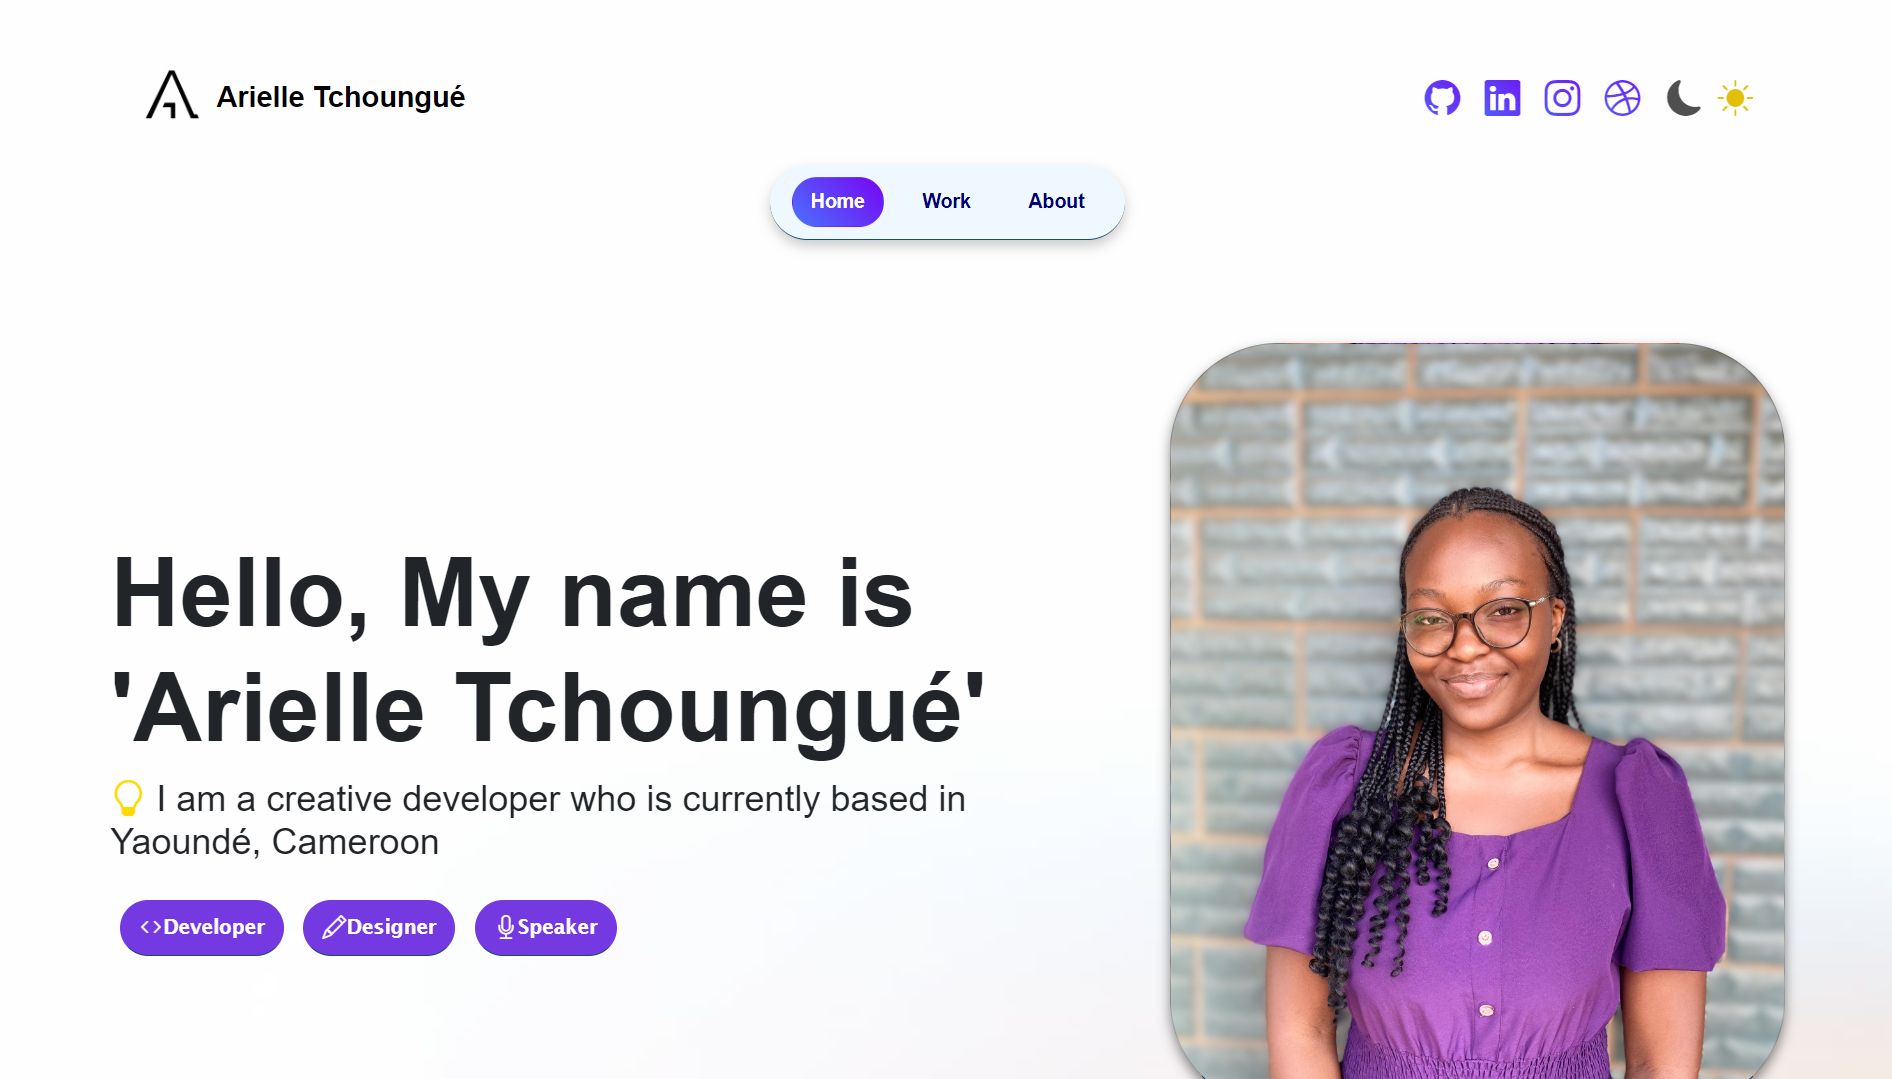 Arielle Tchoungué
Home
Work
About
Hello, My name is
'Arielle Tchoungué'
I am a creative developer who is currently based in
Yaoundé, Cameroon
Developer
Designer
Speaker